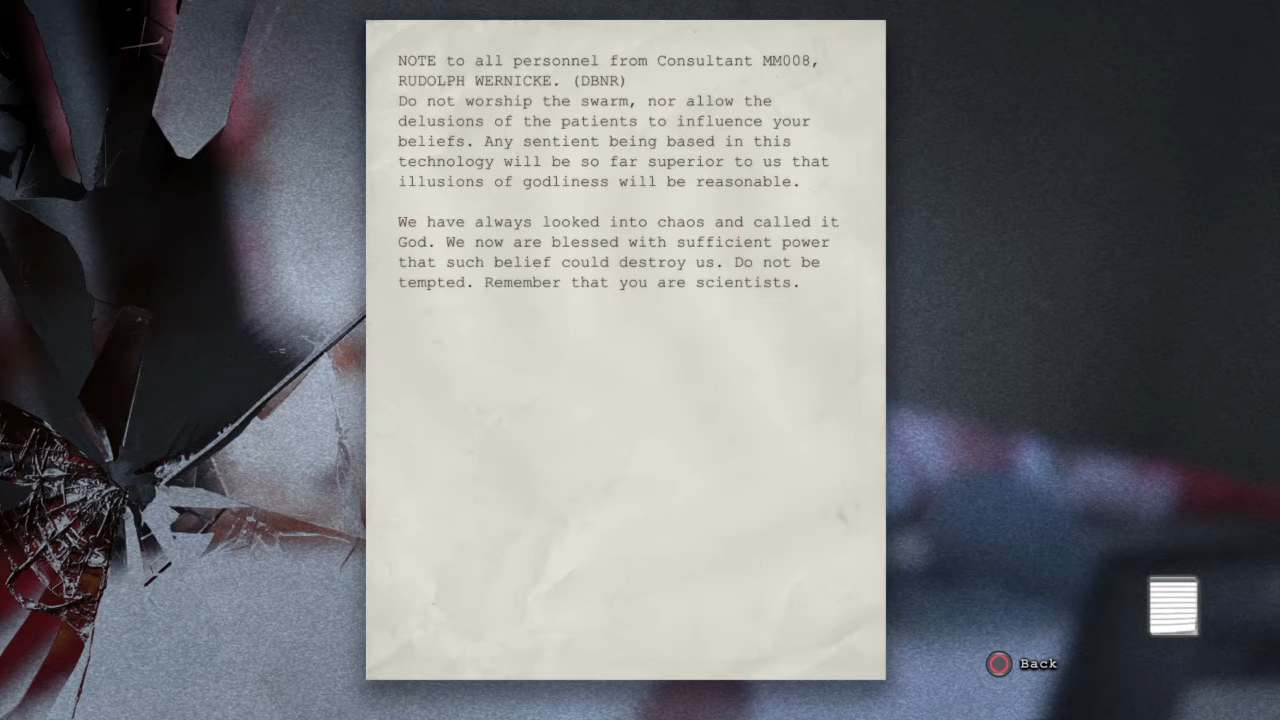 NOTE to all personnel from Consultant MM008,
RUDOLPH WERNICKE. (DBNR)
Do not worship the swarm, nor allow the
delusions of the patients to influence your
beliefs. Any sentient being based in this
technology will be so far superior to us that
illusions of godliness will be reasonable.
We have always looked into chaos and called it
God. We now are blessed with sufficient power
that such belief could destroy us. Do not be
tempted. Remember that you are scientists.
Back